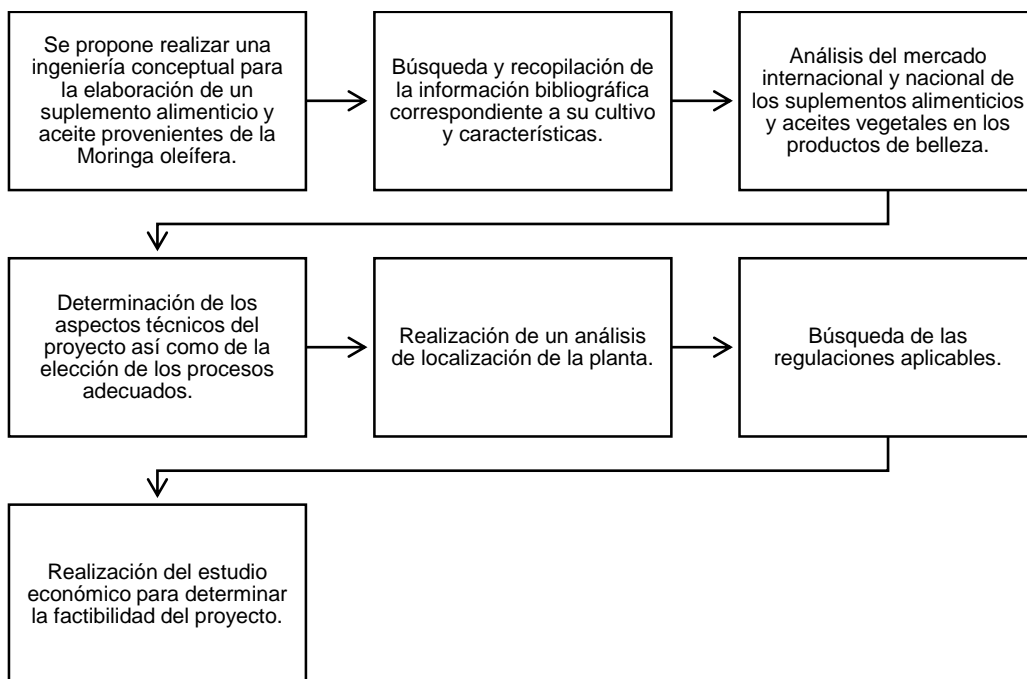 Se propone realizar una
ingeniería conceptual para
la elaboración de un
suplemento alimenticio y
aceite provenientes de la
Moringa oleífera.
Búsqueda y recopilación de
la información bibliográfica
correspondiente a su cultivo
y características.
Análisis del mercado
internacional y nacional de
los suplementos alimenticios
y aceites vegetales en los
productos de belleza.
Determinación de los
aspectos técnicos del
proyecto así como de la
elección de los procesos
adecuados.
Realización de un análisis
de localización de la planta.
Búsqueda de las
regulaciones aplicables.
Realización del estudio
económico para determinar
la factibilidad del proyecto.